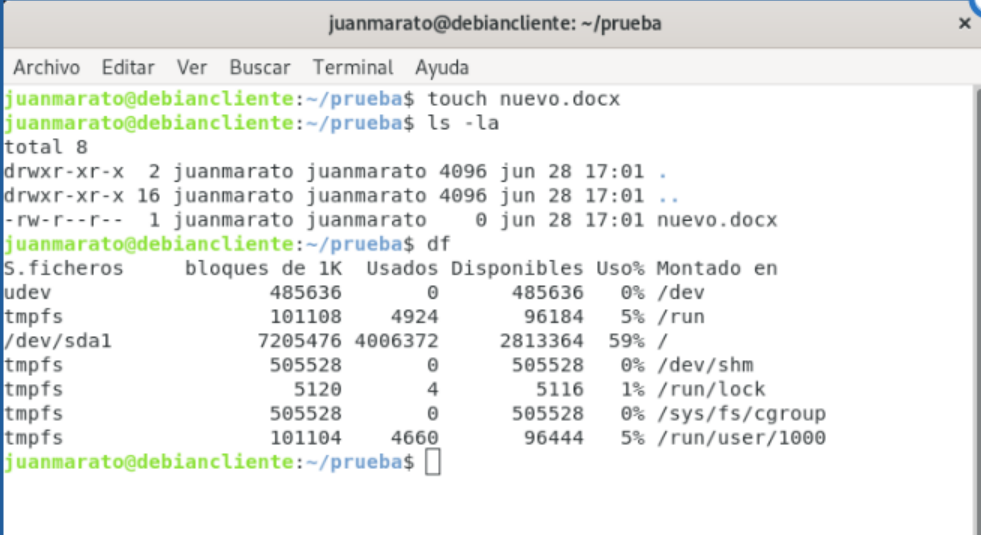 juanmarato@debiancliente: ~/prueba ×
Archivo Editar Ver Buscar Terminal Ayuda
juanmarato@debiancliente:~/prueba$ touch nuevo.docx
juanmarato@debiancliente:~/prueba$ ls -la
total 8
drwxr-xr-x  2 juanmarato juanmarato 4096 jun 28 17:01 .
drwxr-xr-x 16 juanmarato juanmarato 4096 jun 28 17:01 ..
-rw-r--r--  1 juanmarato juanmarato    0 jun 28 17:01 nuevo.docx
juanmarato@debiancliente:~/prueba$ df
S.ficheros     bloques de 1K  Usados Disponibles Uso% Montado en
udev                  485636       0      485636   0% /dev
tmpfs                 101108    4924       96184   5% /run
/dev/sda1            7205476 4006372     2813364  59% /
tmpfs                 505528       0      505528   0% /dev/shm
tmpfs                   5120       4        5116   1% /run/lock
tmpfs                 505528       0      505528   0% /sys/fs/cgroup
tmpfs                 101104    4660       96444   5% /run/user/1000
juanmarato@debiancliente:~/prueba$